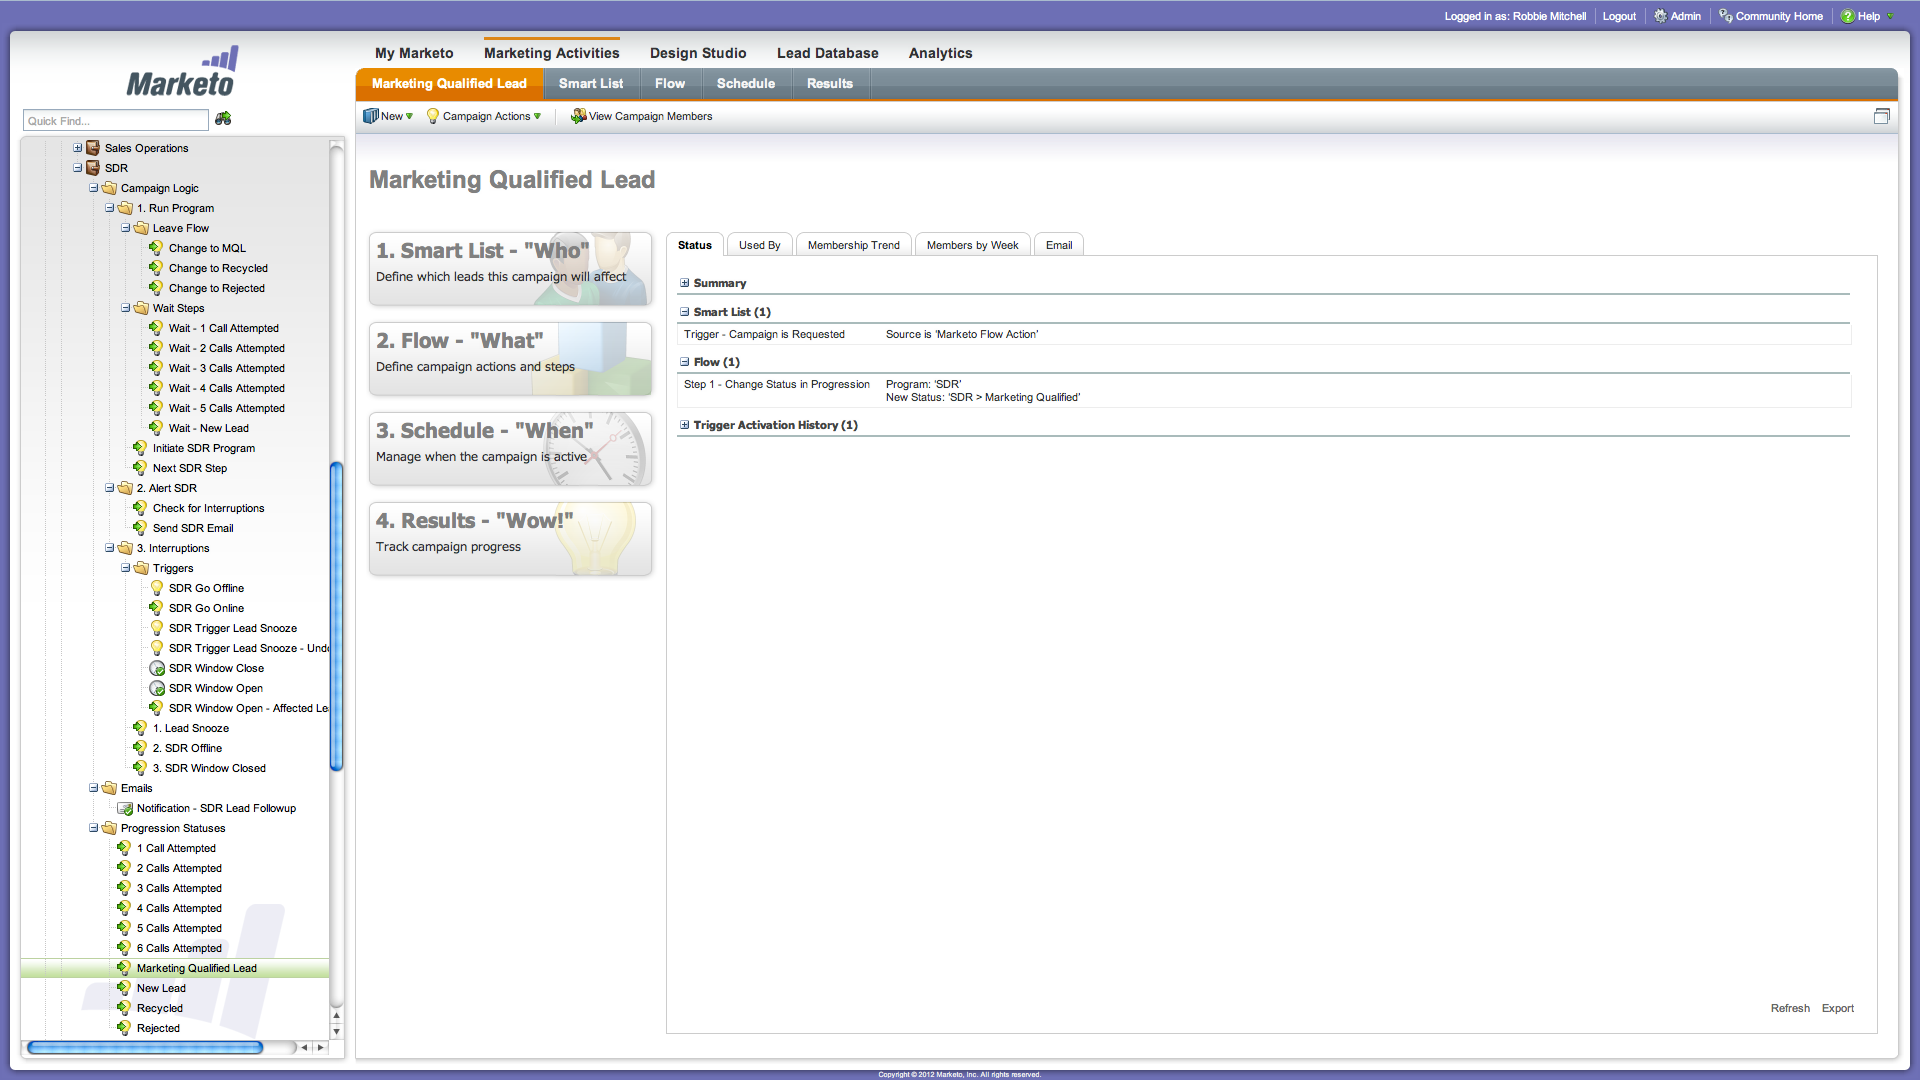 Logged in as: Robbie Mitchell
Logout
Admin
Community Home
Help
Marketo
My Marketo
Marketing Activities
Design Studio
Lead Database
Analytics
Marketing Qualified Lead
Smart List
Flow
Schedule
Results
Quick Find...
New
Campaign Actions
View Campaign Members
Sales Operations
SDR
Campaign Logic
1. Run Program
Leave Flow
Change to MQL
Change to Recycled
Change to Rejected
Wait Steps
Wait - 1 Call Attempted
Wait - 2 Calls Attempted
Wait - 3 Calls Attempted
Wait - 4 Calls Attempted
Wait - 5 Calls Attempted
Wait - New Lead
Initiate SDR Program
Next SDR Step
2. Alert SDR
Check for Interruptions
Send SDR Email
3. Interruptions
Triggers
SDR Go Offline
SDR Go Online
SDR Trigger Lead Snooze
SDR Trigger Lead Snooze - Undo
SDR Window Close
SDR Window Open
SDR Window Open - Affected Le
1. Lead Snooze
2. SDR Offline
3. SDR Window Closed
Emails
Notification - SDR Lead Followup
Progression Statuses
1 Call Attempted
2 Calls Attempted
3 Calls Attempted
4 Calls Attempted
5 Calls Attempted
6 Calls Attempted
Marketing Qualified Lead
New Lead
Recycled
Rejected
Marketing Qualified Lead
1. Smart List - "Who"
Define which leads this campaign will affect
2. Flow - "What"
Define campaign actions and steps
3. Schedule - "When"
Manage when the campaign is active
4. Results - "Wow!"
Track campaign progress
Status
Used By
Membership Trend
Members by Week
Email
Summary
Smart List (1)
Trigger - Campaign is Requested
Source is 'Marketo Flow Action'
Flow (1)
Step 1 - Change Status in Progression
Program: 'SDR'
New Status: 'SDR > Marketing Qualified'
Trigger Activation History (1)
Refresh
Export
Copyright © 2012 Marketo, Inc. All rights reserved.